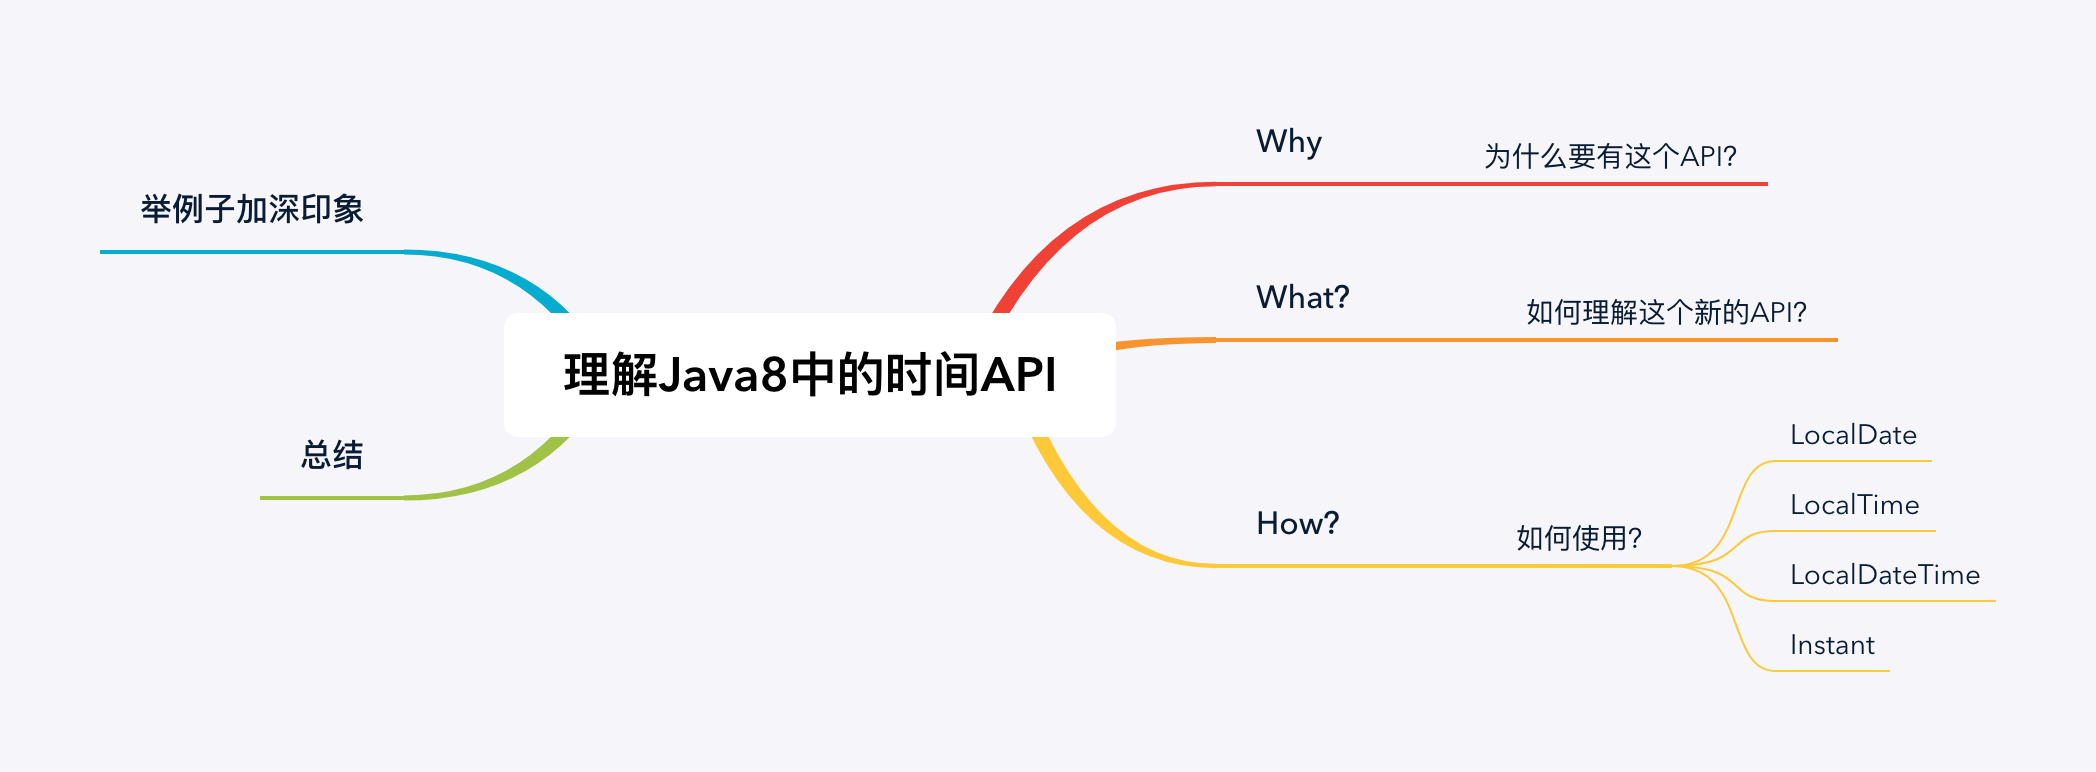 理解Java8中的时间API
Why
为什么要有这个API?
What?
如何理解这个新的API?
How?
如何使用?
LocalDate
LocalTime
LocalDateTime
Instant
举例子加深印象
总结